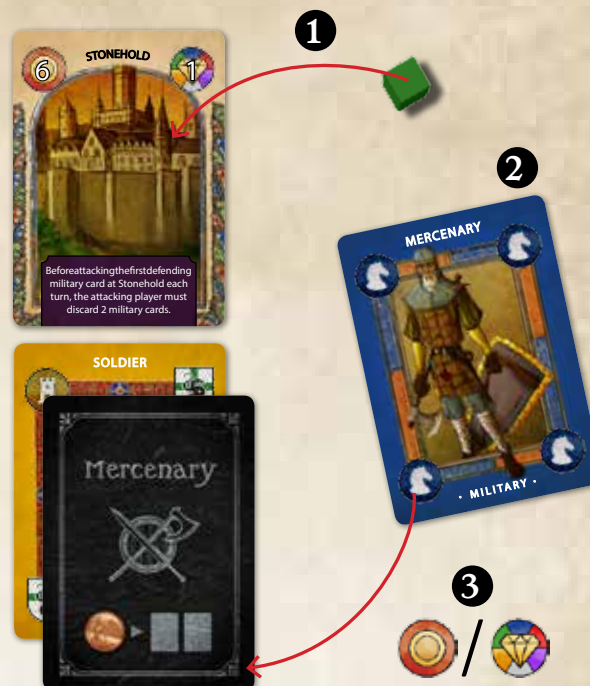 1
STONEHOLD
6
1
2
MERCENARY
Beforeattackingthefirstdefending
military card at Stonehold each
turn, the attacking player must
discard 2 military cards.
SOLDIER
Mercenary
· MILITARY ·
3
/